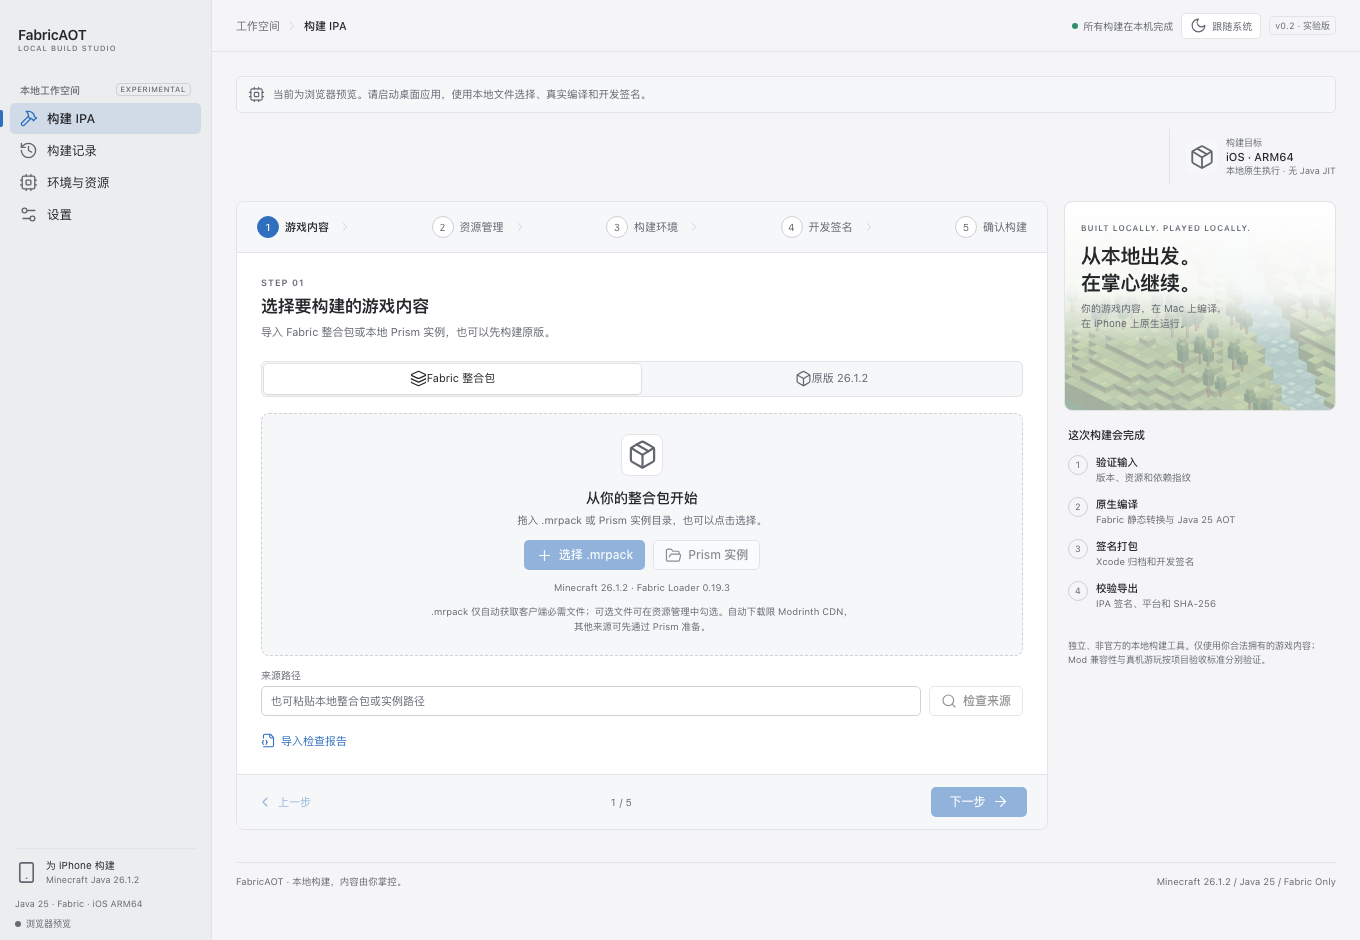 FabricAOT
LOCAL BUILD STUDIO
本地工作空间
EXPERIMENTAL
构建 IPA
构建记录
环境与资源
设置
为 iPhone 构建
Minecraft Java 26.1.2
Java 25 · Fabric · iOS ARM64
浏览器预览
工作空间
构建 IPA
所有构建在本机完成
跟随系统
v0.2 · 实验版
当前为浏览器预览。请启动桌面应用，使用本地文件选择、真实编译和开发签名。
构建目标
iOS · ARM64
本地原生执行 · 无 Java JIT
1 游戏内容
2 资源管理
3 构建环境
4 开发签名
5 确认构建
STEP 01
选择要构建的游戏内容
导入 Fabric 整合包或本地 Prism 实例，也可以先构建原版。
Fabric 整合包
原版 26.1.2
从你的整合包开始
拖入 .mrpack 或 Prism 实例目录，也可以点击选择。
选择 .mrpack
Prism 实例
Minecraft 26.1.2 · Fabric Loader 0.19.3
.mrpack 仅自动获取客户端必需文件；可选文件可在资源管理中勾选。自动下载限 Modrinth CDN，
其他来源可先通过 Prism 准备。
来源路径
也可粘贴本地整合包或实例路径
检查来源
导入检查报告
上一步
1 / 5
下一步
BUILT LOCALLY. PLAYED LOCALLY.
从本地出发。
在掌心继续。
你的游戏内容，在 Mac 上编译，
在 iPhone 上原生运行。
这次构建会完成
1 验证输入
版本、资源和依赖指纹
2 原生编译
Fabric 静态转换与 Java 25 AOT
3 签名打包
Xcode 归档和开发签名
4 校验导出
IPA 签名、平台和 SHA-256
独立、非官方的本地构建工具。仅使用你合法拥有的游戏内容；
Mod 兼容性与真机游玩按项目验收标准分别验证。
FabricAOT · 本地构建，内容由你掌控。
Minecraft 26.1.2 / Java 25 / Fabric Only